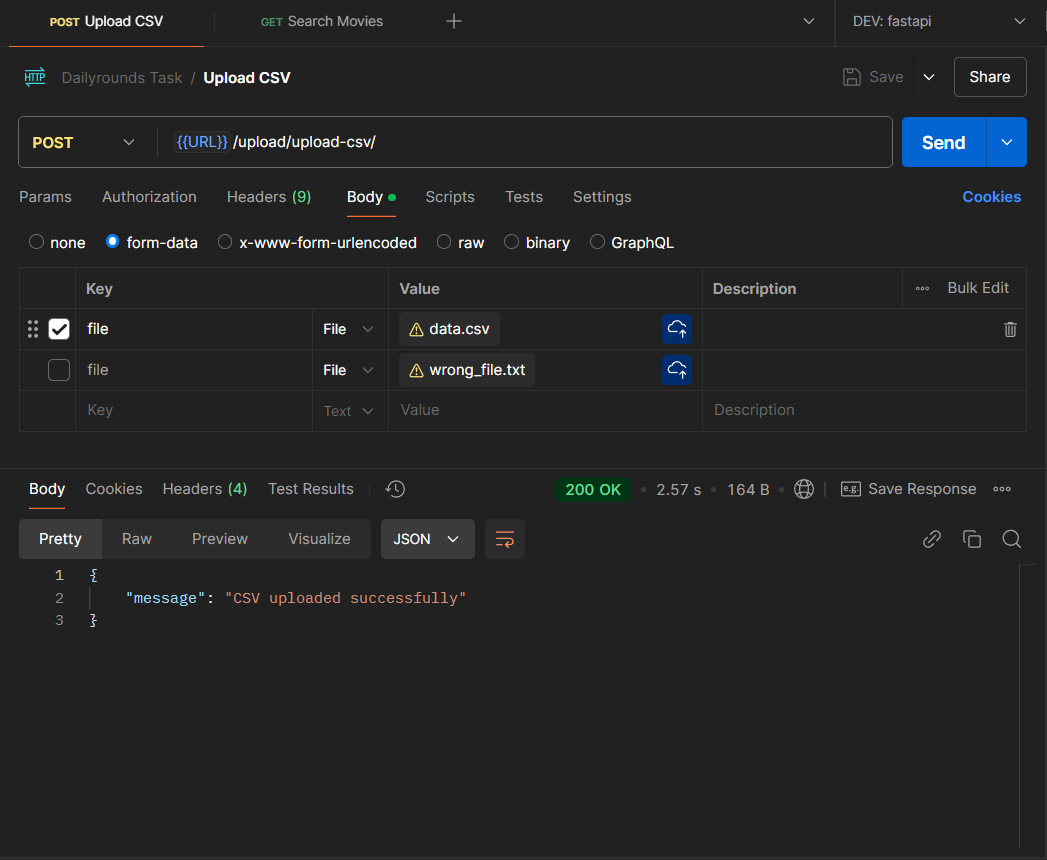 POST Upload CSV GET Search Movies DEV: fastapi
HTTP Dailyrounds Task / Upload CSV Save Share
POST {{URL}} /upload/upload-csv/ Send
Params Authorization Headers (9) Body Scripts Tests Settings Cookies
none form-data x-www-form-urlencoded raw binary GraphQL
Key Value Description Bulk Edit
file File data.csv
file File wrong_file.txt
Key Text Value Description
Body Cookies Headers (4) Test Results 200 OK 2.57 s 164 B e.g. Save Response
Pretty Raw Preview Visualize JSON
1 {
2 "message": "CSV uploaded successfully"
3 }